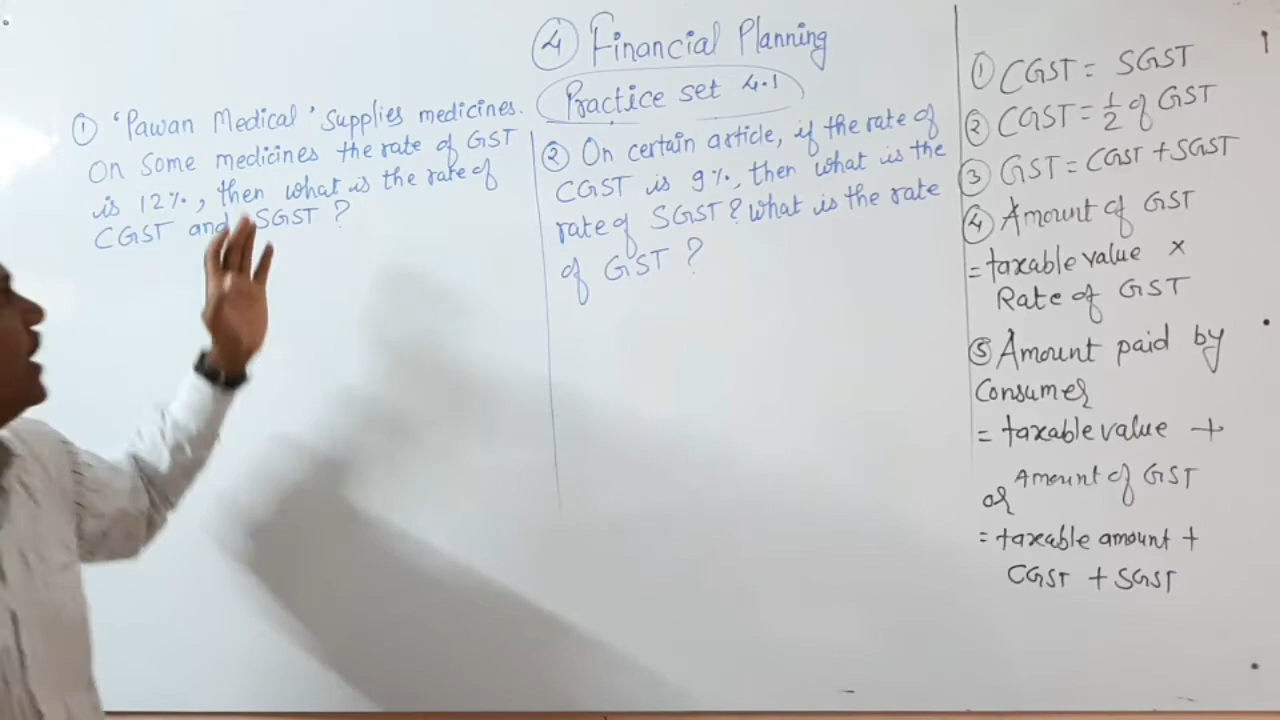 ④ Financial Planning
Practice set 4.1
① 'Pawan Medical' supplies medicines.
On some medicines the rate of GST
is 12%, then what is the rate of
CGST and SGST ?
② On certain article, if the rate of
CGST is 9%, then what is the
rate of SGST? what is the rate
of GST ?
① CGST = SGST
② CGST = 1/2 of GST
③ GST = CGST + SGST
④ Amount of GST
= taxable value ×
Rate of GST
⑤ Amount paid by
Consumer
= taxable value +
Amount of GST
or
= taxable amount +
CGST + SGST